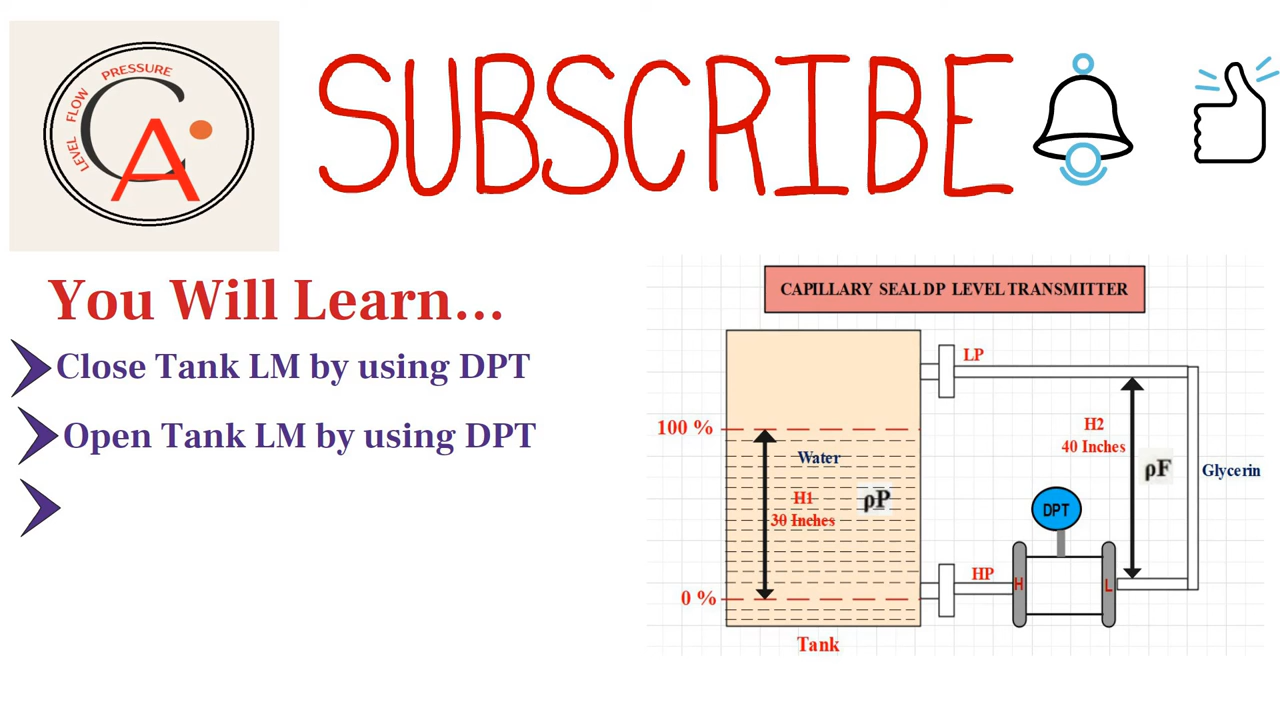 LEVEL FLOW PRESSURE
CA
SUBSCRIBE
You Will Learn...
Close Tank LM by using DPT
Open Tank LM by using DPT
CAPILLARY SEAL DP LEVEL TRANSMITTER
LP
100 %
Water
H1
30 Inches
ρP
H2
40 Inches
ρF
Glycerin
DPT
HP
H
L
0 %
Tank